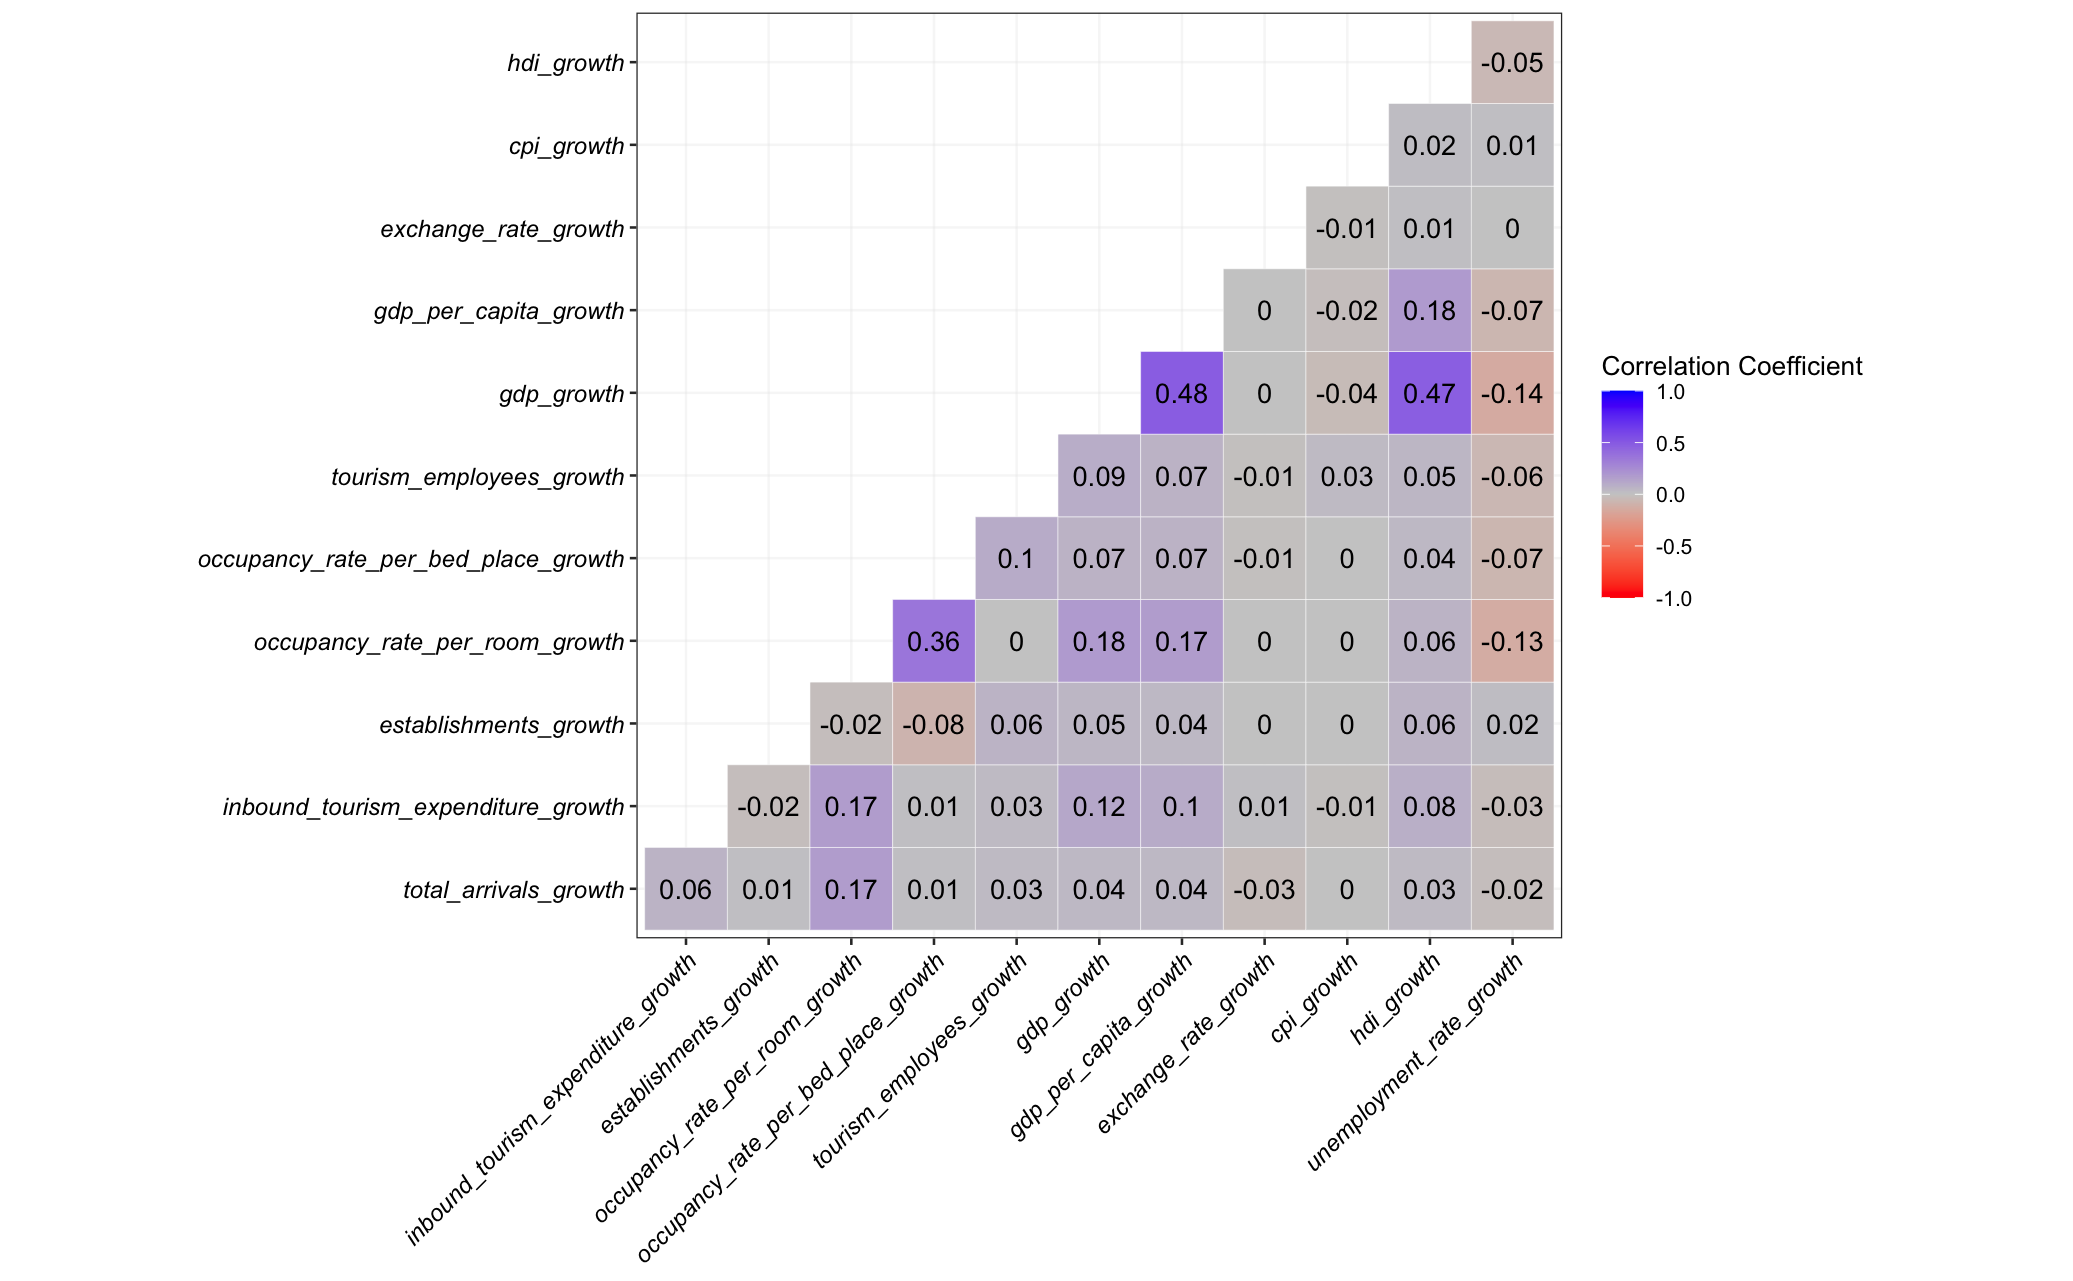 hdi_growth -0.05
cpi_growth 0.02 0.01
exchange_rate_growth -0.01 0.01 0
gdp_per_capita_growth 0 -0.02 0.18 -0.07
gdp_growth 0.48 0 -0.04 0.47 -0.14
tourism_employees_growth 0.09 0.07 -0.01 0.03 0.05 -0.06
occupancy_rate_per_bed_place_growth 0.1 0.07 0.07 -0.01 0 0.04 -0.07
occupancy_rate_per_room_growth 0.36 0 0.18 0.17 0 0 0.06 -0.13
establishments_growth -0.02 -0.08 0.06 0.05 0.04 0 0 0.06 0.02
inbound_tourism_expenditure_growth -0.02 0.17 0.01 0.03 0.12 0.1 0.01 -0.01 0.08 -0.03
total_arrivals_growth 0.06 0.01 0.17 0.01 0.03 0.04 0.04 -0.03 0 0.03 -0.02
inbound_tourism_expenditure_growth
establishments_growth
occupancy_rate_per_room_growth
occupancy_rate_per_bed_place_growth
tourism_employees_growth
gdp_growth
gdp_per_capita_growth
exchange_rate_growth
cpi_growth
hdi_growth
unemployment_rate_growth
Correlation Coefficient
1.0
0.5
0.0
-0.5
-1.0